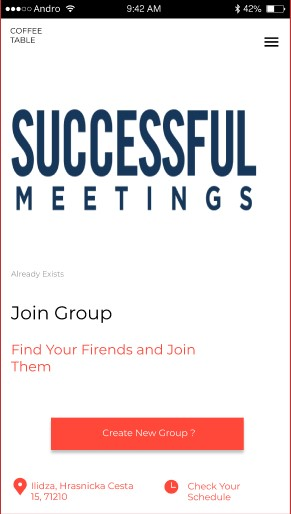 Andro
9:42 AM
42%
COFFEE
TABLE
SUCCESSFUL
MEETINGS
Already Exists
Join Group
Find Your Firends and Join
Them
Create New Group ?
Ilidza, Hrasnicka Cesta
15, 71210
Check Your
Schedule